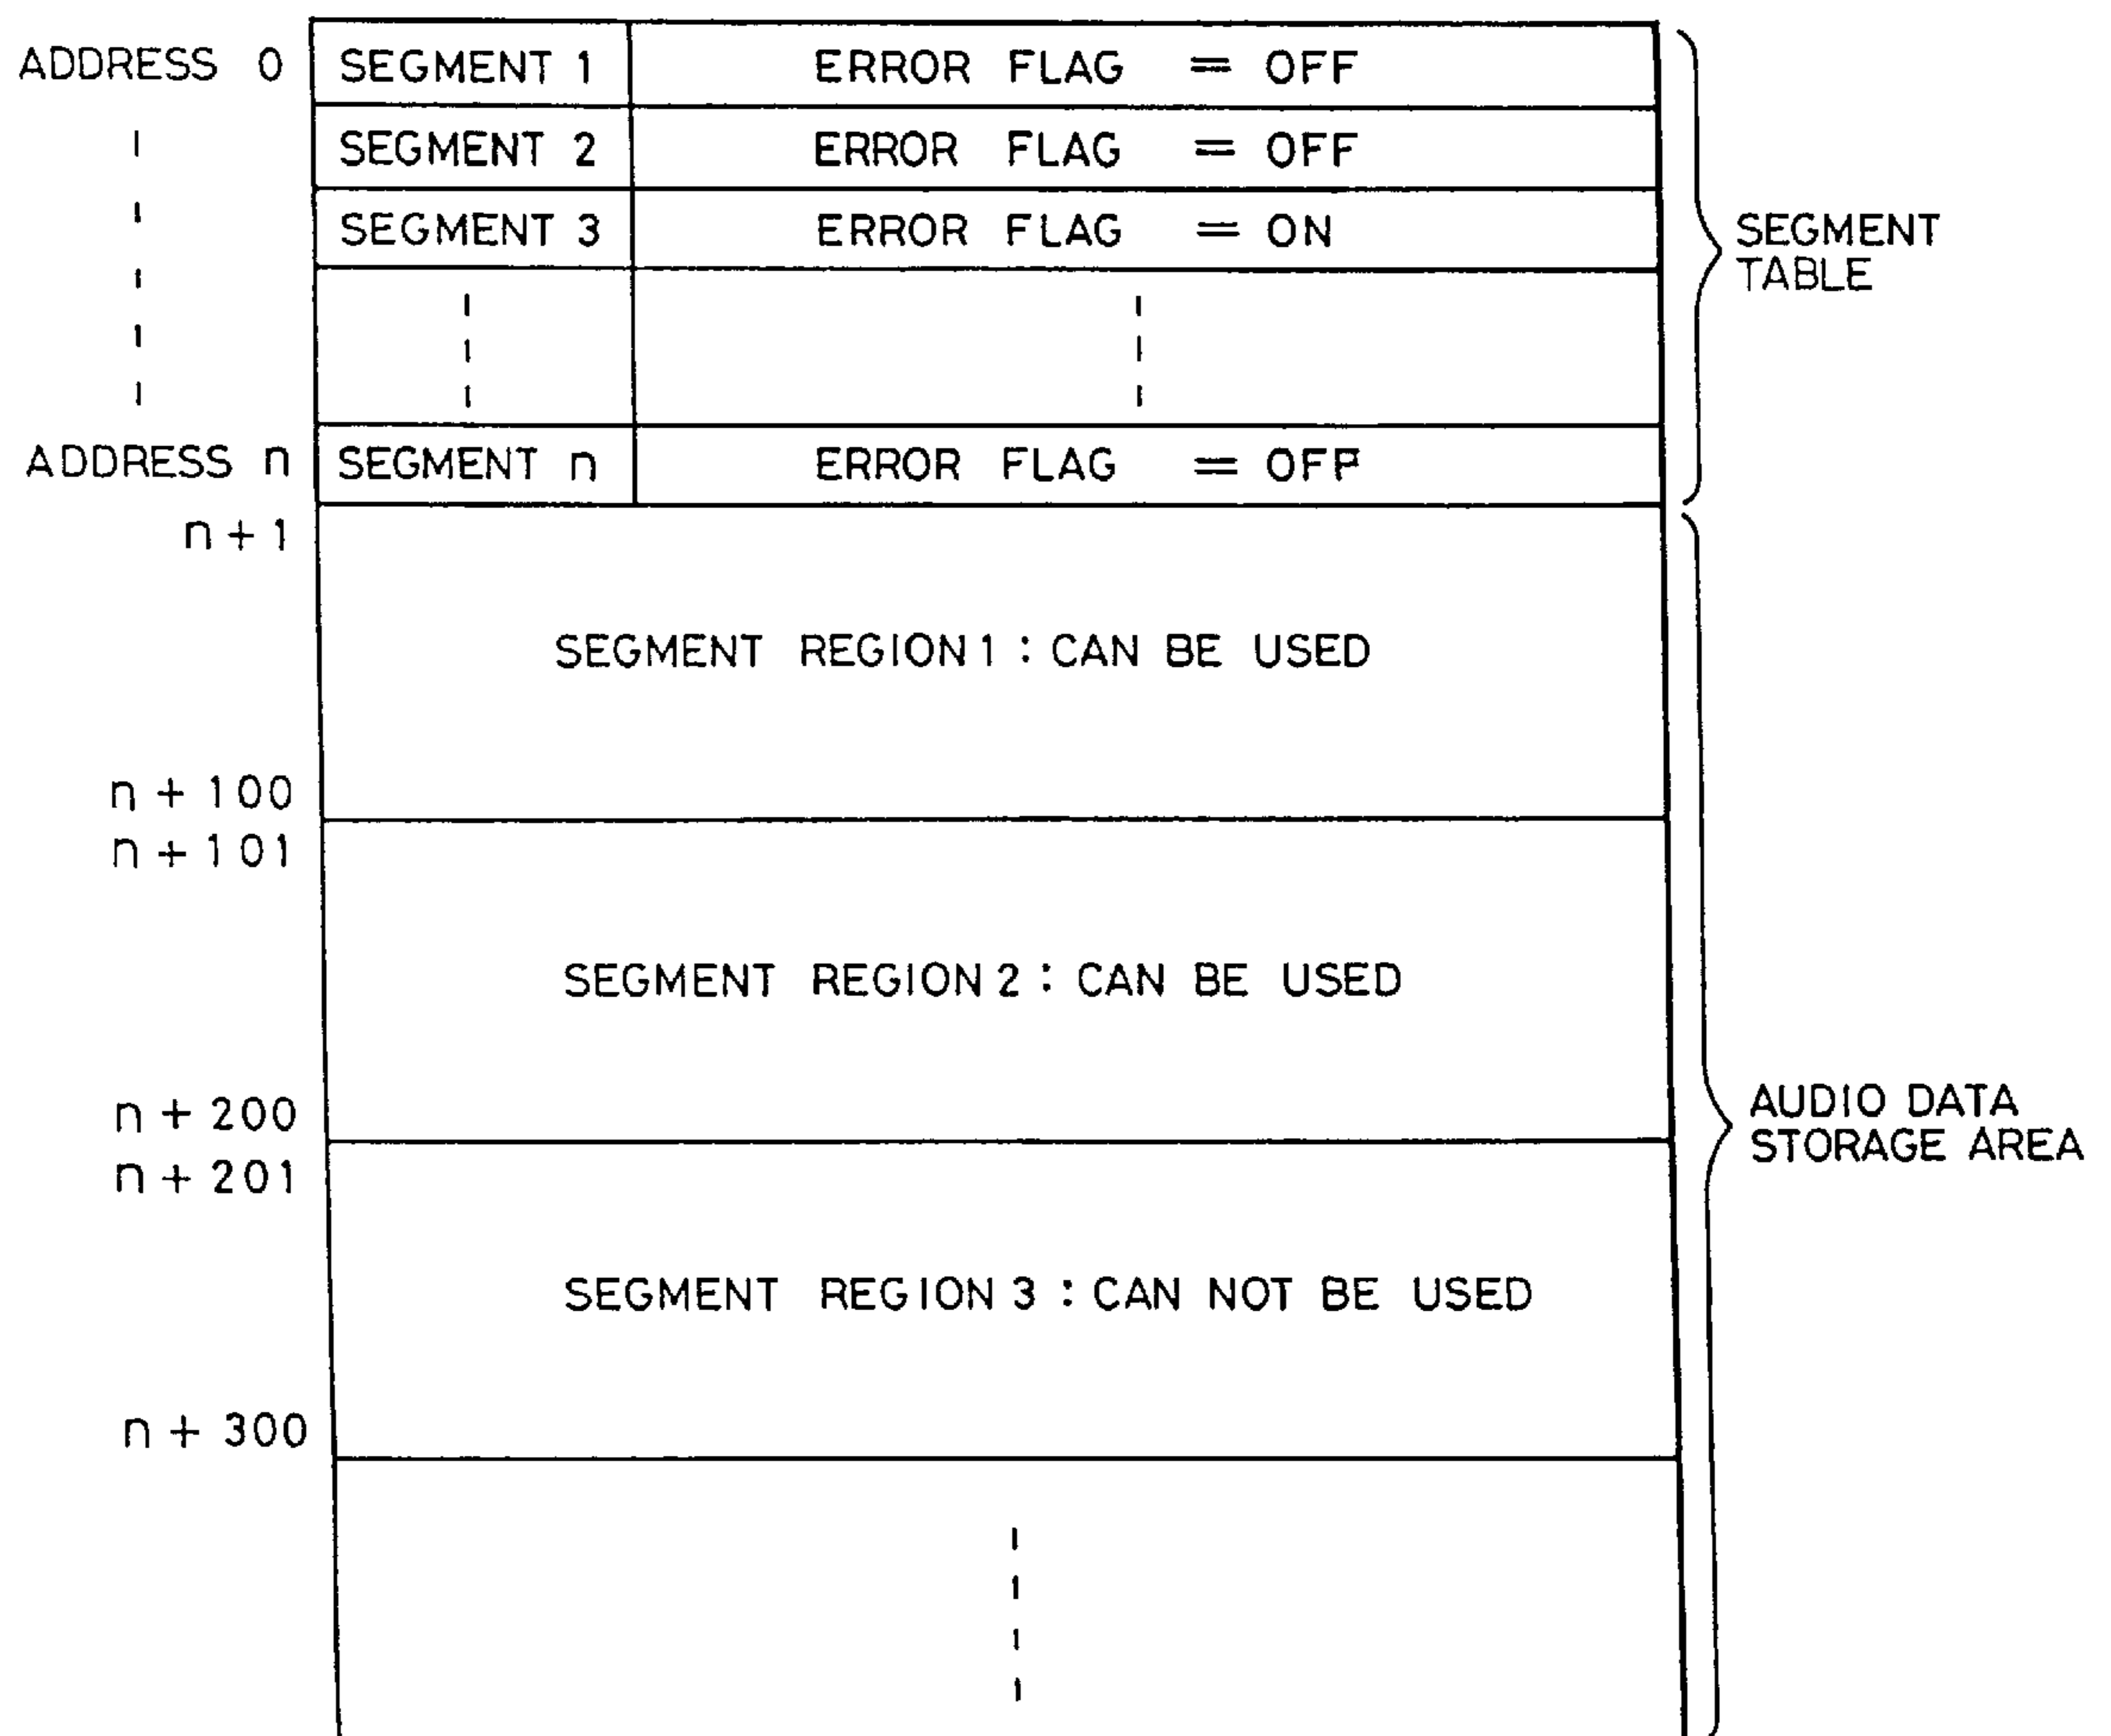 ADDRESS 0 SEGMENT 1 ERROR FLAG = OFF
SEGMENT 2 ERROR FLAG = OFF
SEGMENT 3 ERROR FLAG = ON
SEGMENT
TABLE
ADDRESS n SEGMENT n ERROR FLAG = OFF
n+1
SEGMENT REGION 1 : CAN BE USED
n + 100
n + 101
SEGMENT REGION 2 : CAN BE USED
n + 200
AUDIO DATA
STORAGE AREA
n + 201
SEGMENT REGION 3 : CAN NOT BE USED
n + 300